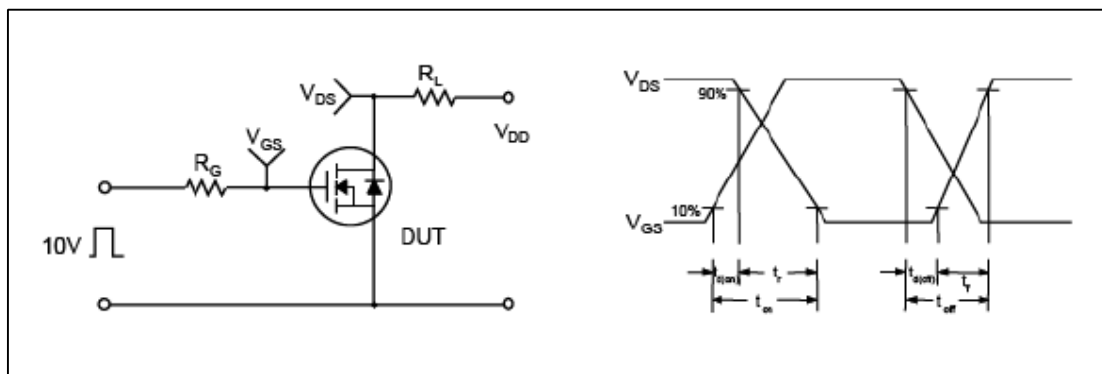 V_DS
R_L
V_DD
V_GS
R_G
10V
DUT
V_DS
90%
10%
V_GS
t_d(on)
t_r
t_on
t_d(off)
t_f
t_off